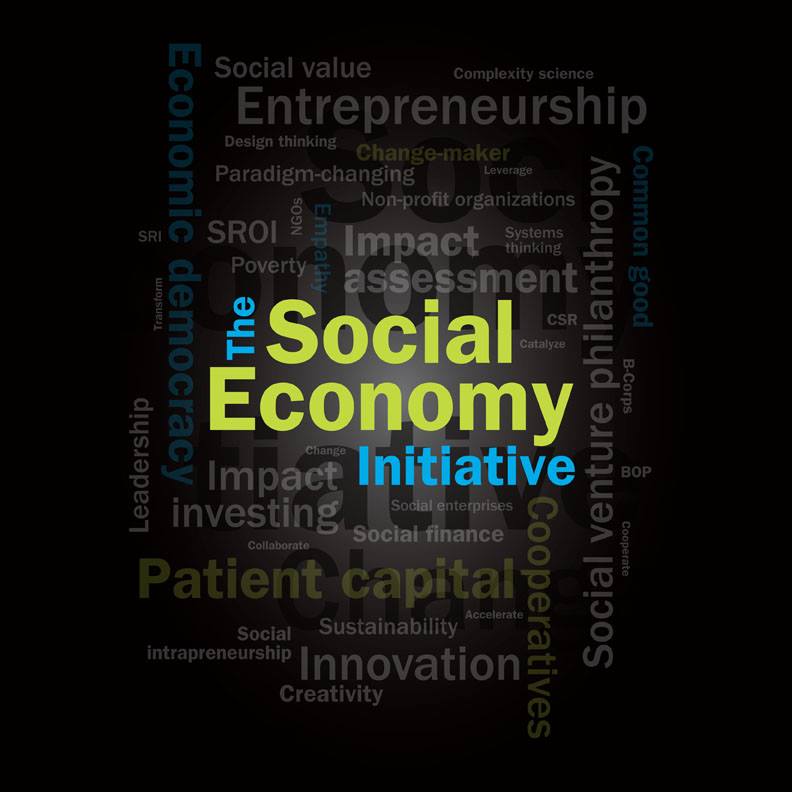 Social value
Complexity science
Entrepreneurship
Economic democracy
Design thinking
Change-maker
Paradigm-changing
Leverage
Non-profit organizations
Common good
SRI
SROI
NGOs
Empathy
Impact
assessment
Systems
thinking
Poverty
Social venture philanthropy
Transform
The
Social
Economy
Initiative
CSR
Catalyze
B-Corps
Leadership
Change
Impact
investing
BOP
Social enterprises
Social finance
Collaborate
Cooperate
Patient capital
Cooperatives
Accelerate
Sustainability
Social
intrapreneurship
Innovation
Creativity